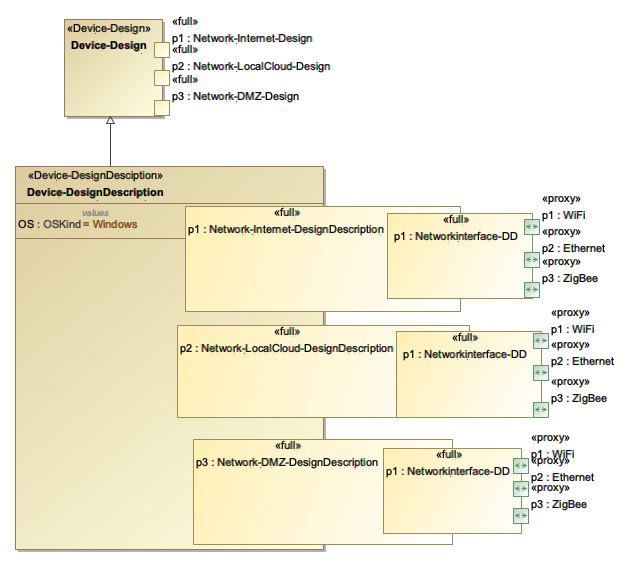 «Device-Design»
Device-Design
«full»
p1 : Network-Internet-Design
«full»
p2 : Network-LocalCloud-Design
«full»
p3 : Network-DMZ-Design
«Device-DesignDesciption»
Device-DesignDescription
values
OS : OSKind = Windows
«full»
p1 : Network-Internet-DesignDescription
«full»
p1 : Networkinterface-DD
«proxy»
p1 : WiFi
«proxy»
p2 : Ethernet
«proxy»
p3 : ZigBee
«full»
p2 : Network-LocalCloud-DesignDescription
«full»
p1 : Networkinterface-DD
«proxy»
p1 : WiFi
«proxy»
p2 : Ethernet
«proxy»
p3 : ZigBee
«full»
p3 : Network-DMZ-DesignDescription
«full»
p1 : Networkinterface-DD
«proxy»
p1 : WiFi
«proxy»
p2 : Ethernet
«proxy»
p3 : ZigBee